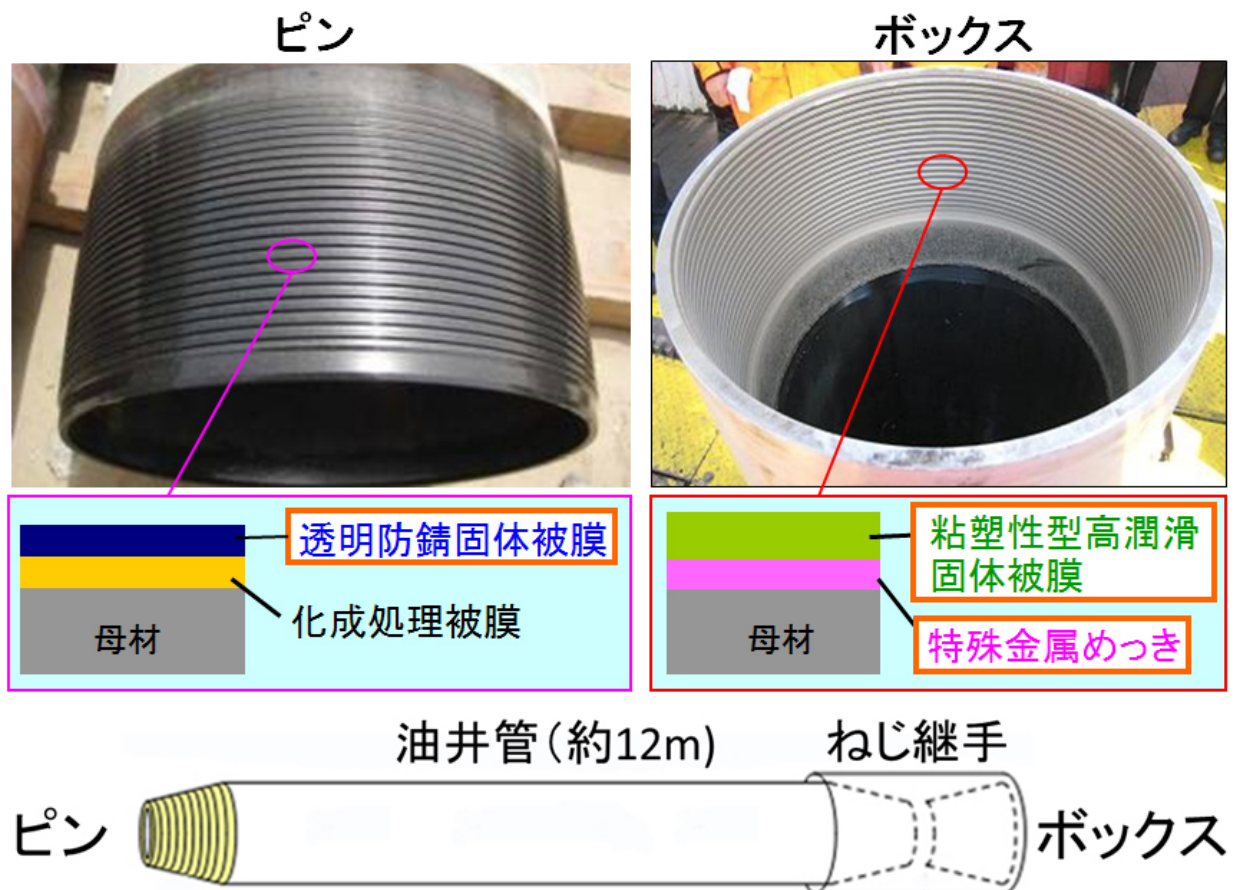 ピン
ボックス
透明防錆固体被膜
化成処理被膜
母材
粘塑性型高潤滑
固体被膜
特殊金属めっき
母材
油井管(約12m)
ねじ継手
ピン
ボックス